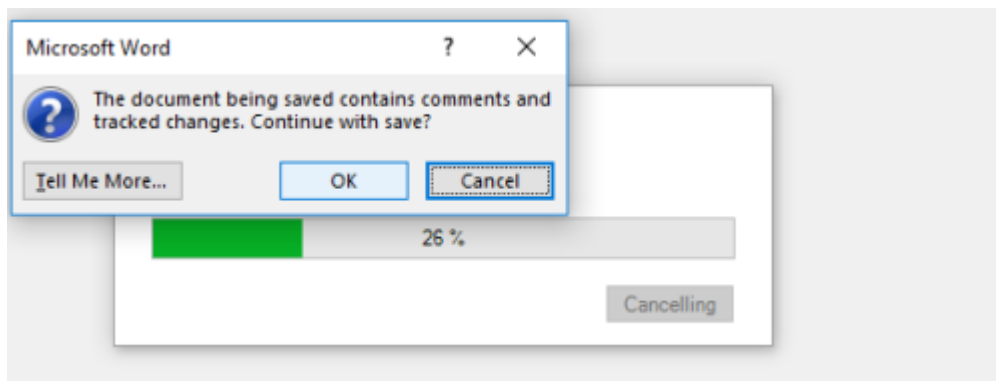 Microsoft Word
?
The document being saved contains comments and
tracked changes. Continue with save?
Tell Me More...
OK
Cancel
26 %
Cancelling